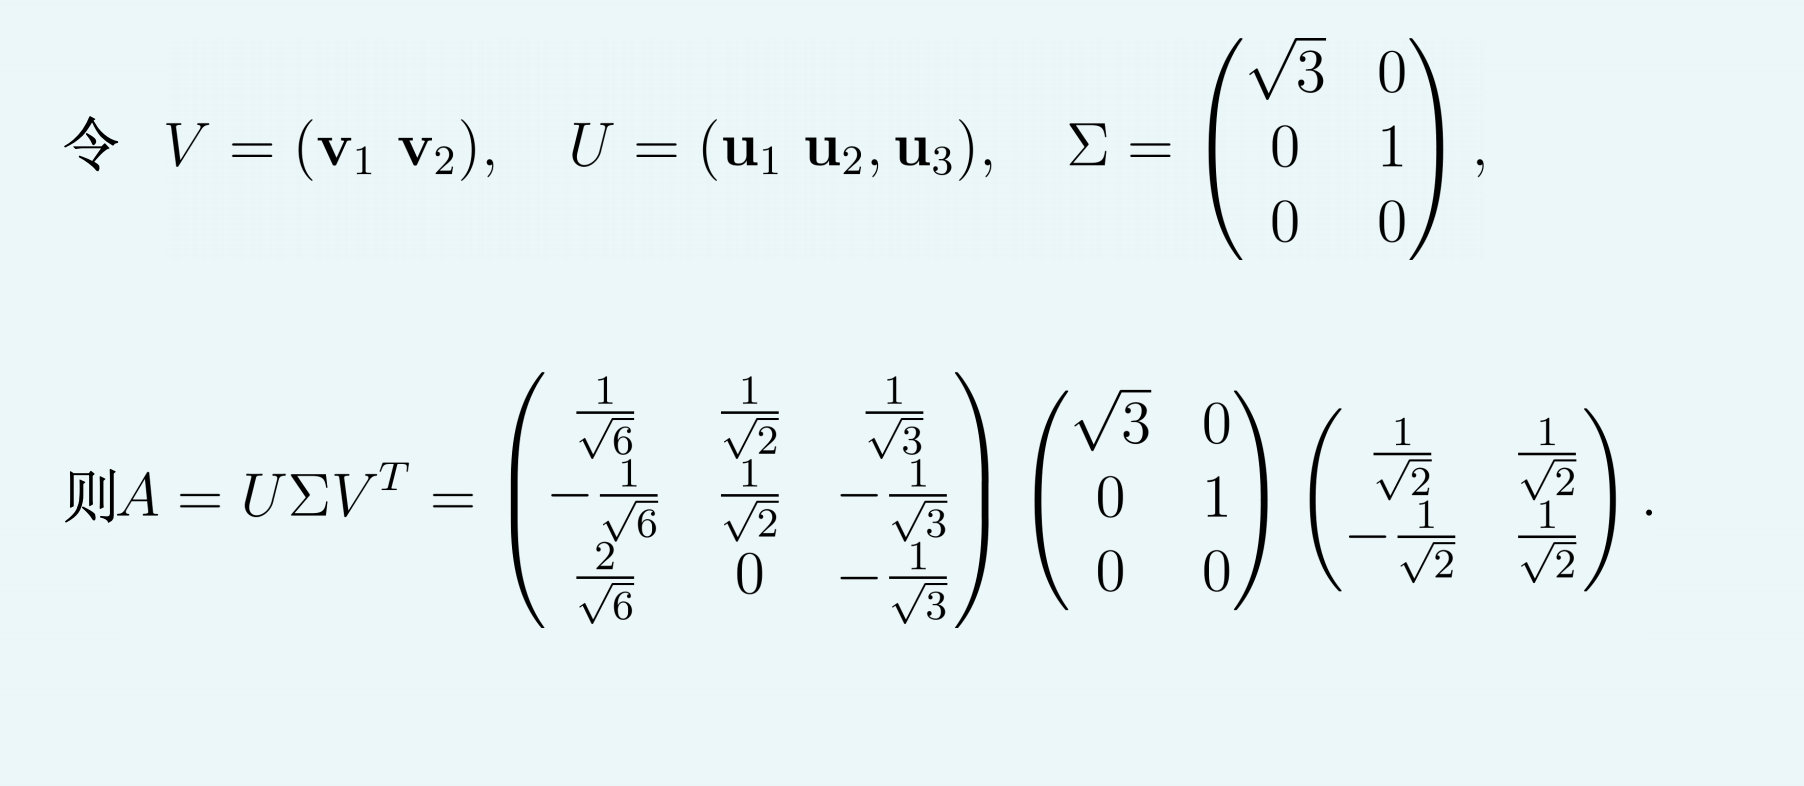 令 $V = (\mathbf{v}_1\ \mathbf{v}_2),\quad U = (\mathbf{u}_1\ \mathbf{u}_2, \mathbf{u}_3),\quad \Sigma = \begin{pmatrix} \sqrt{3} & 0 \\ 0 & 1 \\ 0 & 0 \end{pmatrix},$
则$A = U\Sigma V^T = \begin{pmatrix} \frac{1}{\sqrt{6}} & \frac{1}{\sqrt{2}} & \frac{1}{\sqrt{3}} \\ -\frac{1}{\sqrt{6}} & \frac{1}{\sqrt{2}} & -\frac{1}{\sqrt{3}} \\ \frac{2}{\sqrt{6}} & 0 & -\frac{1}{\sqrt{3}} \end{pmatrix} \begin{pmatrix} \sqrt{3} & 0 \\ 0 & 1 \\ 0 & 0 \end{pmatrix} \begin{pmatrix} \frac{1}{\sqrt{2}} & \frac{1}{\sqrt{2}} \\ -\frac{1}{\sqrt{2}} & \frac{1}{\sqrt{2}} \end{pmatrix}.$